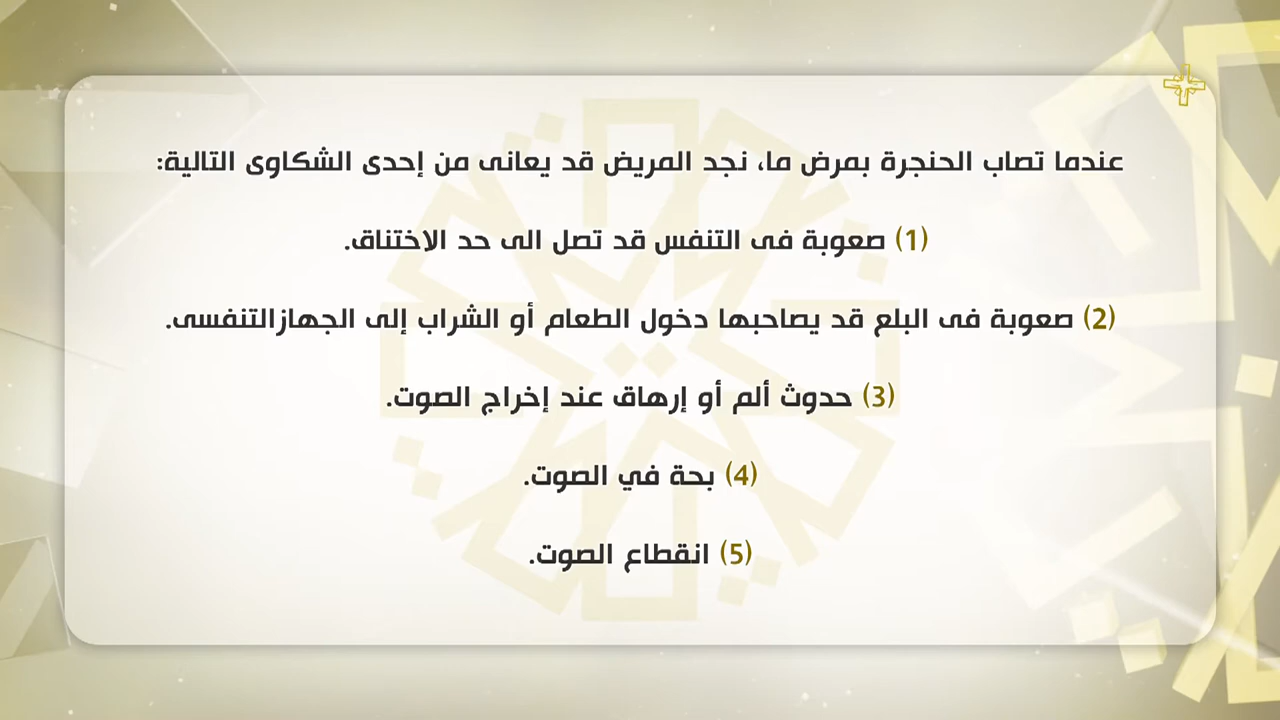 عندما تصاب الحنجرة بمرض ما، نجد المريض قد يعانى من إحدى الشكاوى التالية:
(1) صعوبة فى التنفس قد تصل الى حد الاختناق.
(2) صعوبة فى البلع قد يصاحبها دخول الطعام أو الشراب إلى الجهازالتنفسى.
(3) حدوث ألم أو إرهاق عند إخراج الصوت.
(4) بحة في الصوت.
(5) انقطاع الصوت.